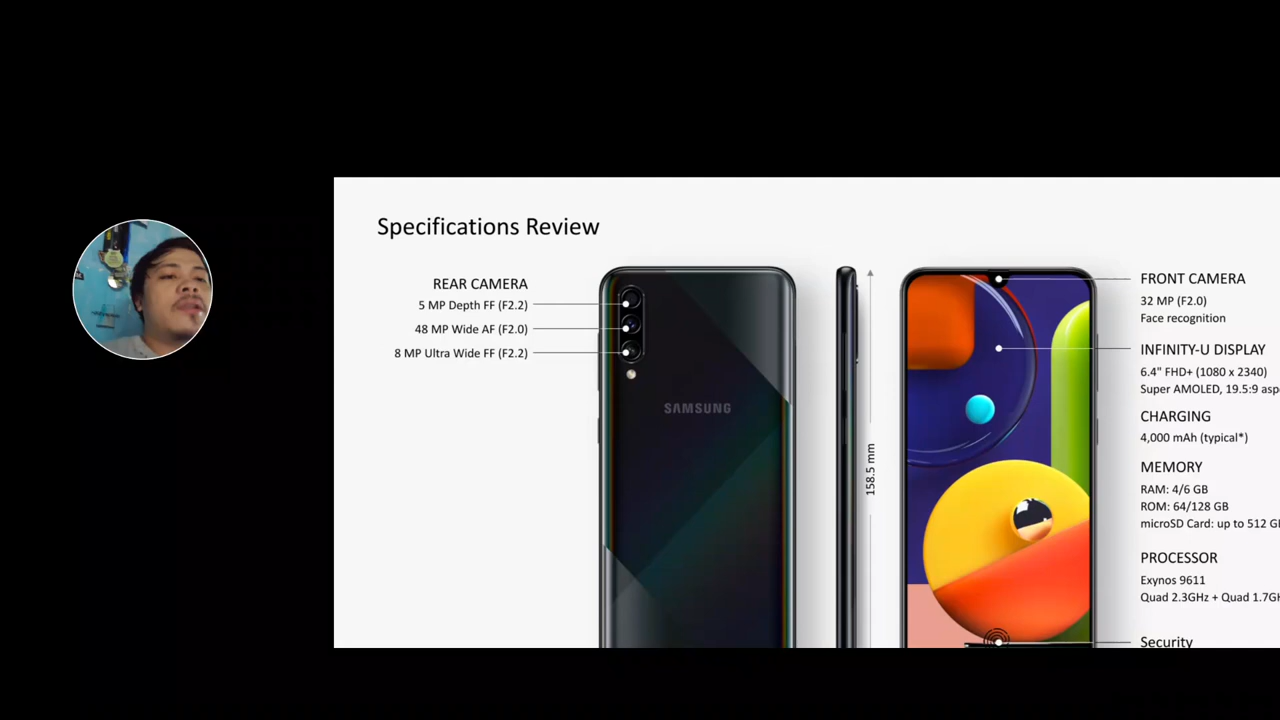 Specifications Review
REAR CAMERA
5 MP Depth FF (F2.2)
48 MP Wide AF (F2.0)
8 MP Ultra Wide FF (F2.2)
SAMSUNG
158.5 mm
FRONT CAMERA
32 MP (F2.0)
Face recognition
INFINITY-U DISPLAY
6.4" FHD+ (1080 x 2340)
Super AMOLED, 19.5:9 asp
CHARGING
4,000 mAh (typical*)
MEMORY
RAM: 4/6 GB
ROM: 64/128 GB
microSD Card: up to 512 G
PROCESSOR
Exynos 9611
Quad 2.3GHz + Quad 1.7GH
Security